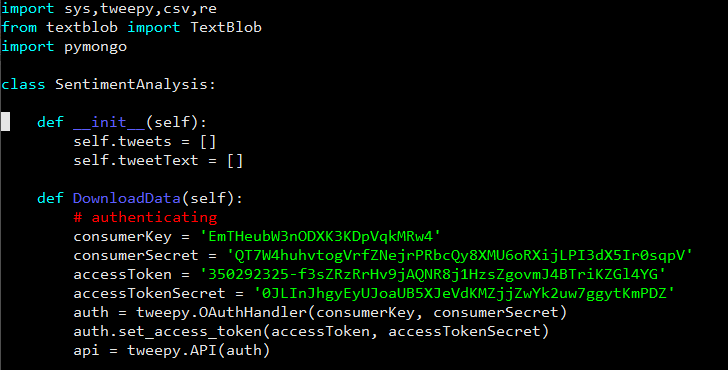 import sys,tweepy,csv,re
from textblob import TextBlob
import pymongo
class SentimentAnalysis:
def __init__(self):
self.tweets = []
self.tweetText = []
def DownloadData(self):
# authenticating
consumerKey = 'EmTHeubW3nODXK3KDpVqkMRw4'
consumerSecret = 'QT7W4huhvtogVrfZNejrPRbcQy8XMU6oRXijLPI3dX5Ir0sqpV'
accessToken = '350292325-f3sZRzRrHv9jAQNR8j1HzsZgovmJ4BTriKZGl4YG'
accessTokenSecret = '0JLInJhgyEyUJoaUB5XJeVdKMZjjZwYk2uw7ggytKmPDZ'
auth = tweepy.OAuthHandler(consumerKey, consumerSecret)
auth.set_access_token(accessToken, accessTokenSecret)
api = tweepy.API(auth)